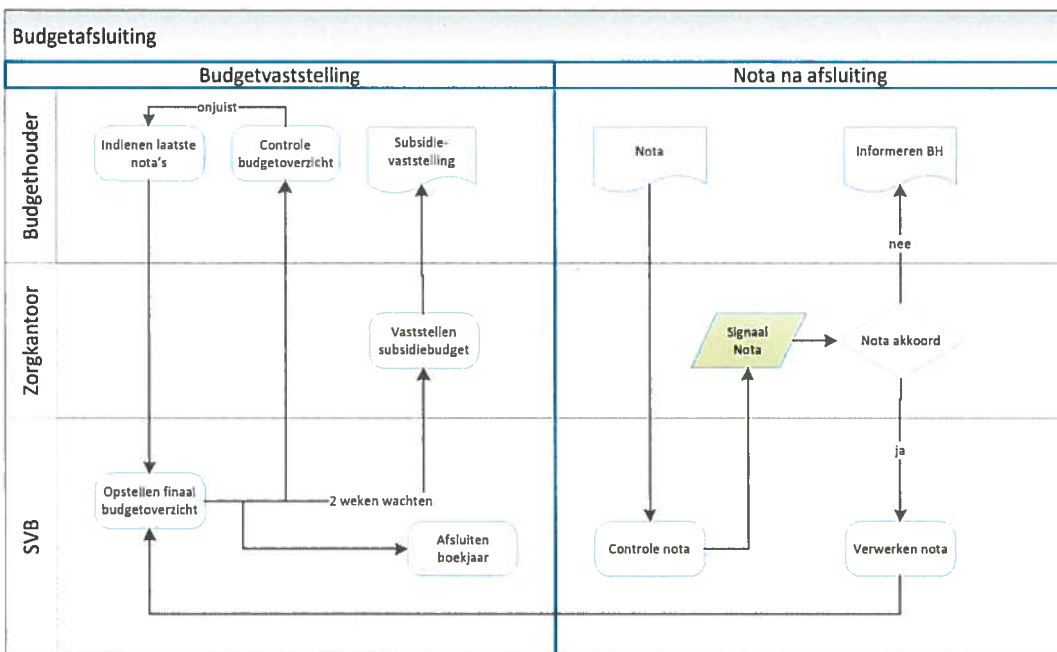 Budgetafsluiting
Budgetvaststelling
Nota na afsluiting
Budgethouder
onjuist
Indienen laatste
nota's
Controle
budgetoverzicht
Subsidie-
vaststelling
Nota
Informeren BH
nee
Zorgkantoor
Vaststellen
subsidiebudget
Signaal
Nota
Nota akkoord
ja
SVB
Opstellen finaal
budgetoverzicht
2 weken wachten
Afsluiten
boekjaar
Controle nota
Verwerken nota